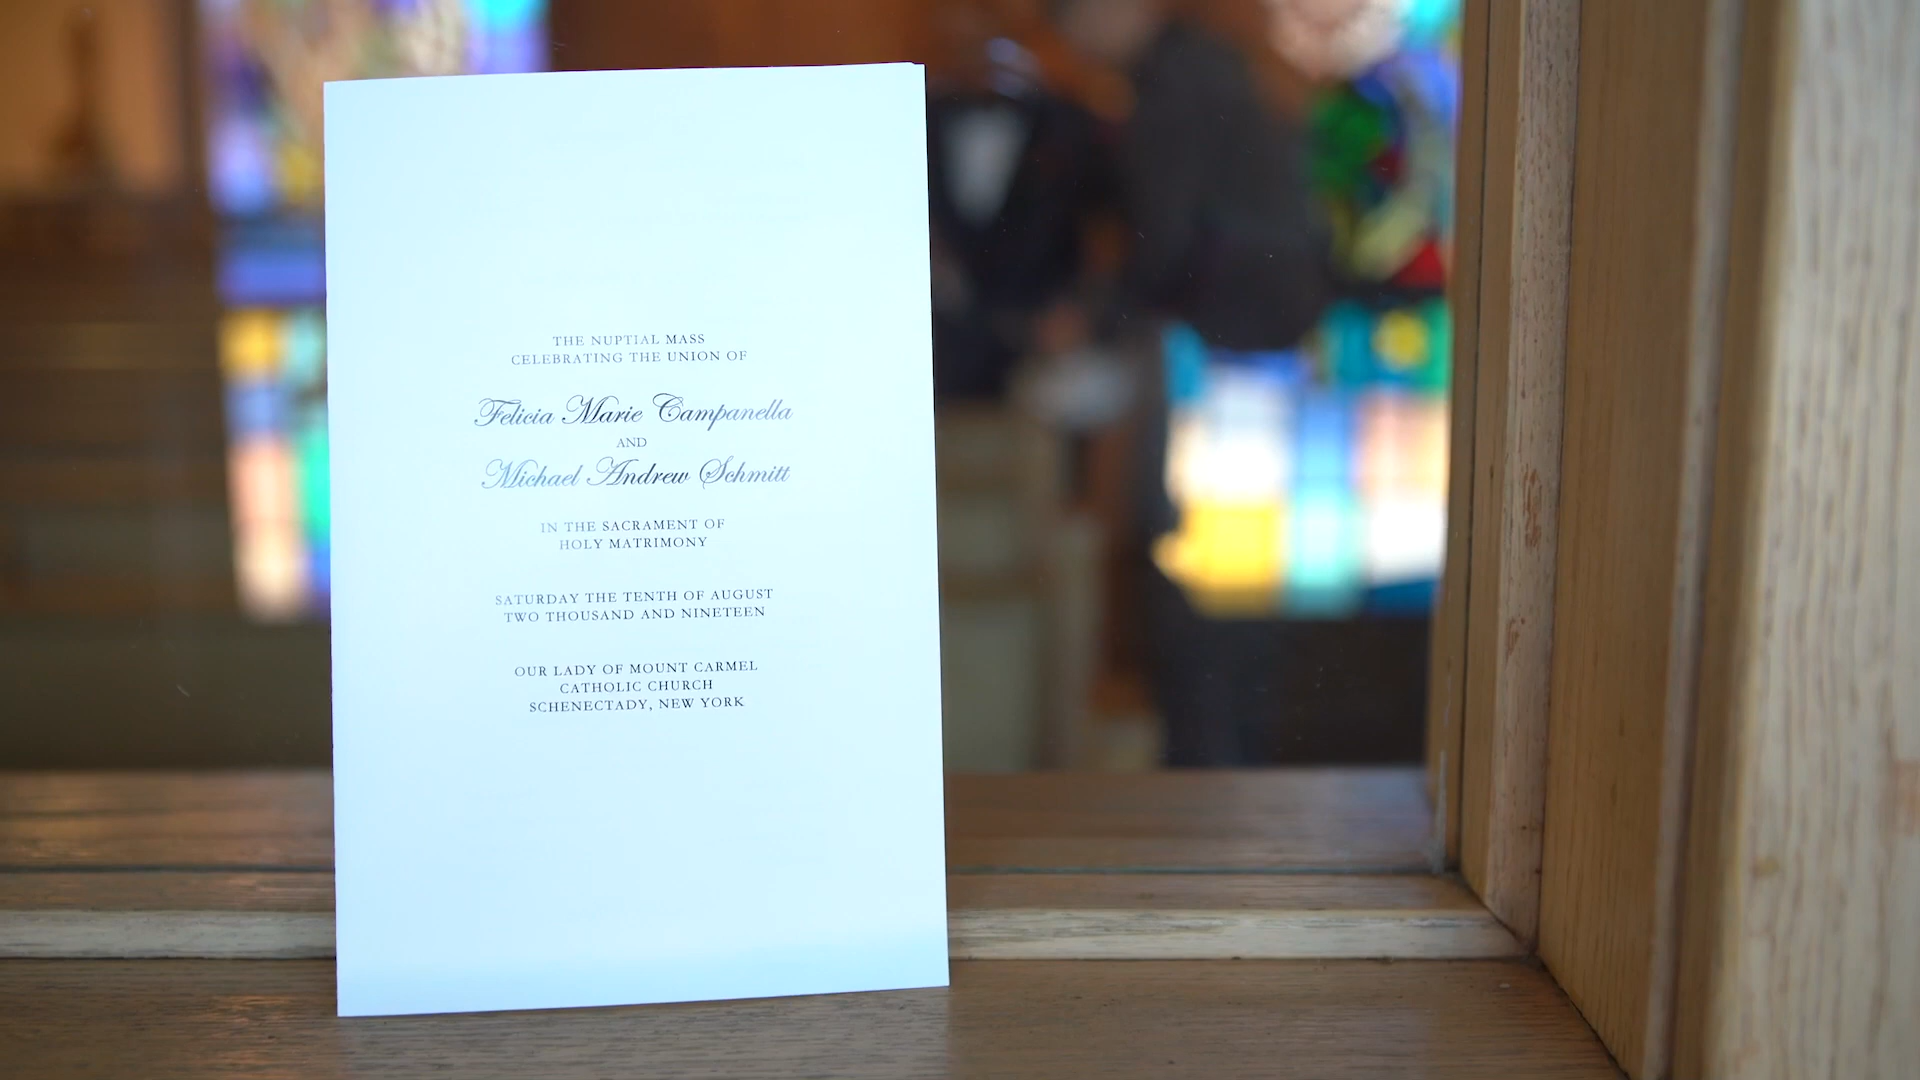 THE NUPTIAL MASS
CELEBRATING THE UNION OF
Felicia Marie Campanella
AND
Michael Andrew Schmitt
IN THE SACRAMENT OF
HOLY MATRIMONY
SATURDAY THE TENTH OF AUGUST
TWO THOUSAND AND NINETEEN
OUR LADY OF MOUNT CARMEL
CATHOLIC CHURCH
SCHENECTADY, NEW YORK